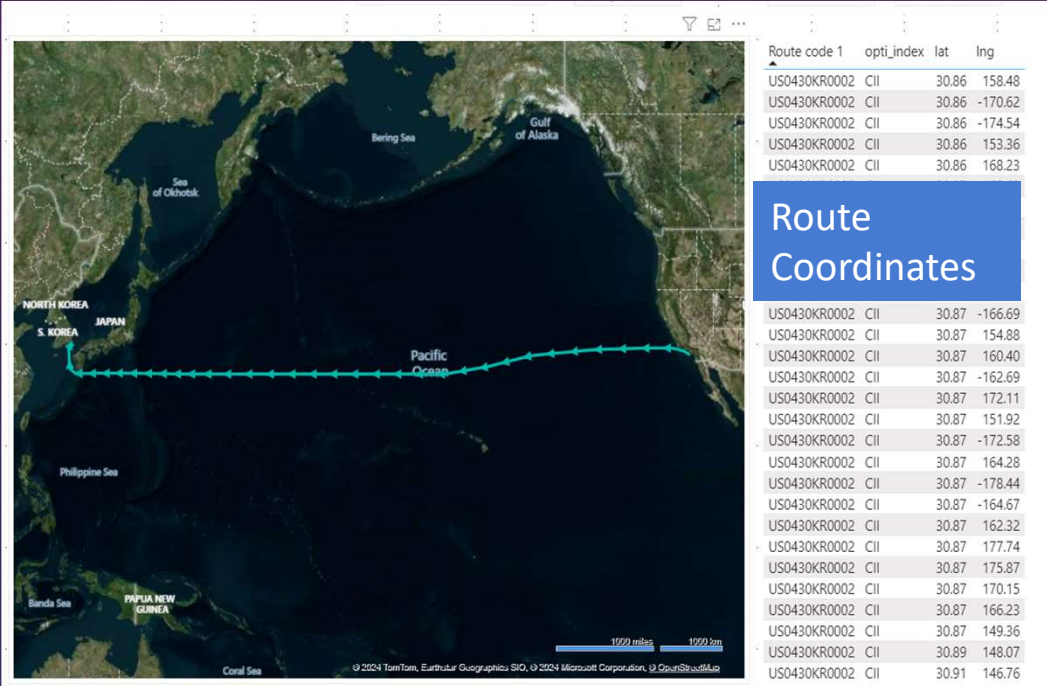 Bering Sea
Gulf
of Alaska
Sea
of Okhotsk
NORTH KOREA
S. KOREA
JAPAN
Pacific
Ocean
Philippine Sea
Banda Sea
PAPUA NEW
GUINEA
Coral Sea
1000 miles 1000 km
© 2024 TomTom, Earthstar Geographics SIO, © 2024 Microsoft Corporation, © OpenStreetMap
Route code 1 opti_index lat lng
US0430KR0002 CII 30.86 158.48
US0430KR0002 CII 30.86 -170.62
US0430KR0002 CII 30.86 -174.54
US0430KR0002 CII 30.86 153.36
US0430KR0002 CII 30.86 168.23
Route
Coordinates
US0430KR0002 CII 30.87 -166.69
US0430KR0002 CII 30.87 154.88
US0430KR0002 CII 30.87 160.40
US0430KR0002 CII 30.87 -162.69
US0430KR0002 CII 30.87 172.11
US0430KR0002 CII 30.87 151.92
US0430KR0002 CII 30.87 -172.58
US0430KR0002 CII 30.87 164.28
US0430KR0002 CII 30.87 -178.44
US0430KR0002 CII 30.87 -164.67
US0430KR0002 CII 30.87 162.32
US0430KR0002 CII 30.87 177.74
US0430KR0002 CII 30.87 175.87
US0430KR0002 CII 30.87 170.15
US0430KR0002 CII 30.87 166.23
US0430KR0002 CII 30.87 149.36
US0430KR0002 CII 30.89 148.07
US0430KR0002 CII 30.91 146.76